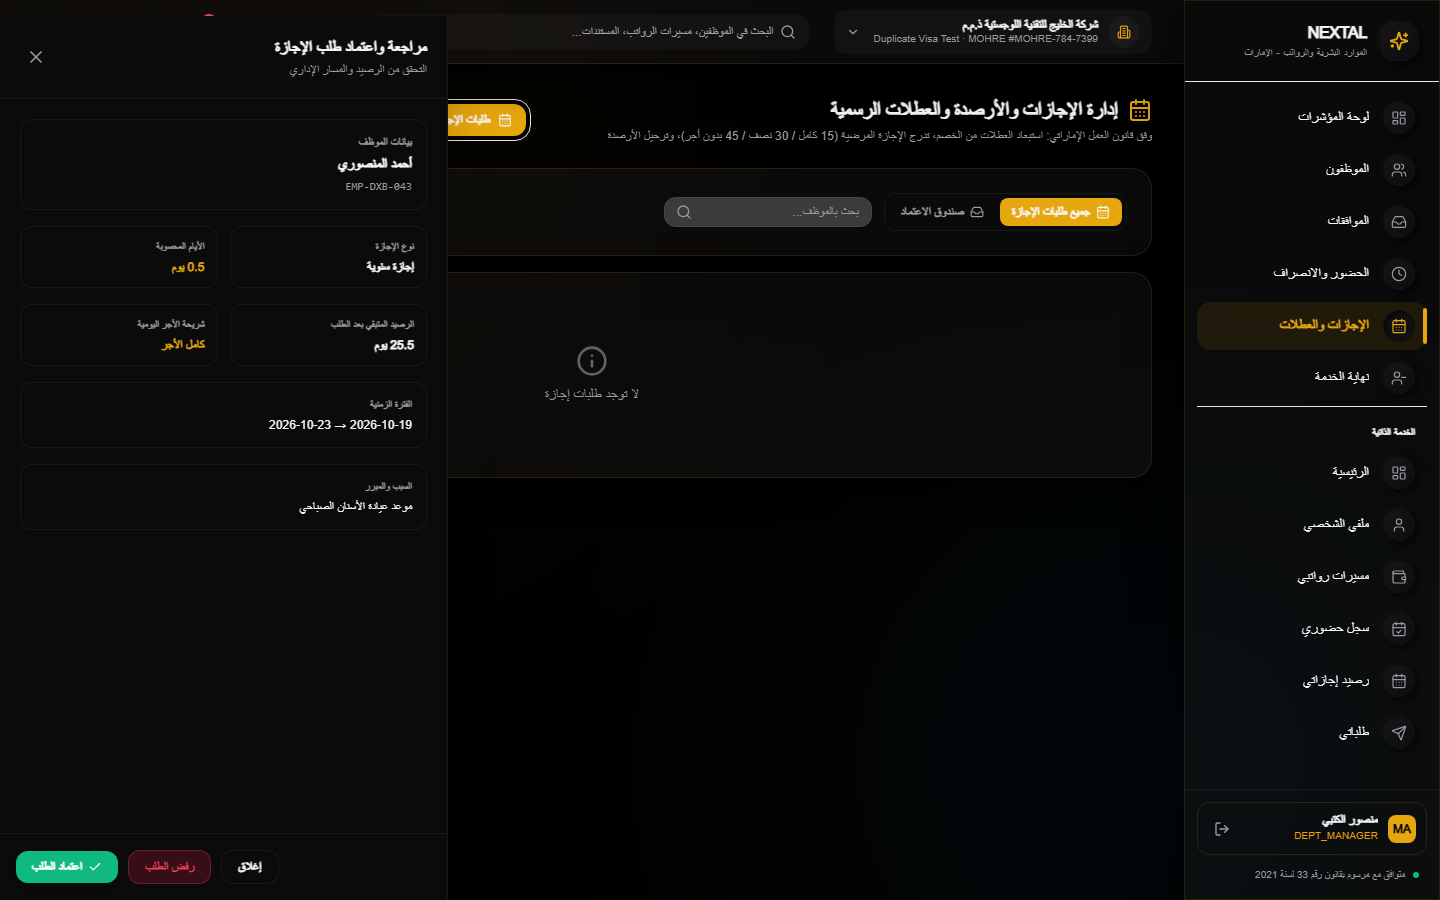 NEXTAL
الموارد البشرية والرواتب - الإمارات
لوحة المؤشرات
الموظفون
الموافقات
الحضور والانصراف
الإجازات والعطلات
نهاية الخدمة
الخدمة الذاتية
الرئيسية
ملفي الشخصي
مسيرات رواتبي
سجل حضوري
رصيد إجازاتي
طلباتي
منصور الكتبي
DEPT_MANAGER
MA
متوافق مع مرسوم بقانون رقم 33 لسنة 2021
شركة الخليج للتقنية اللوجستية ذ.م.م
Duplicate Visa Test · MOHRE #MOHRE-784-7399
البحث في الموظفين، مسيرات الرواتب، المستندات...
إدارة الإجازات والأرصدة والعطلات الرسمية
وفق قانون العمل الإماراتي: استبعاد العطلات من الخصم، تدرج الإجازة المرضية (15 كامل / 30 نصف / 45 بدون أجر)، وترحيل الأرصدة
طلبات الإج
جميع طلبات الإجازة
صندوق الاعتماد
بحث بالموظف...
لا توجد طلبات إجازة
مراجعة واعتماد طلب الإجازة
التحقق من الرصيد والمسار الإداري
بيانات الموظف
أحمد المنصوري
EMP-DXB-043
نوع الإجازة
إجازة سنوية
الأيام المحسوبة
0.5 يوم
الرصيد المتبقي بعد الطلب
25.5 يوم
شريحة الأجر اليومية
كامل الأجر
الفترة الزمنية
2026-10-19 → 2026-10-23
السبب والمبرر
موعد عيادة الأسنان الصباحي
إغلاق
رفض الطلب
اعتماد الطلب